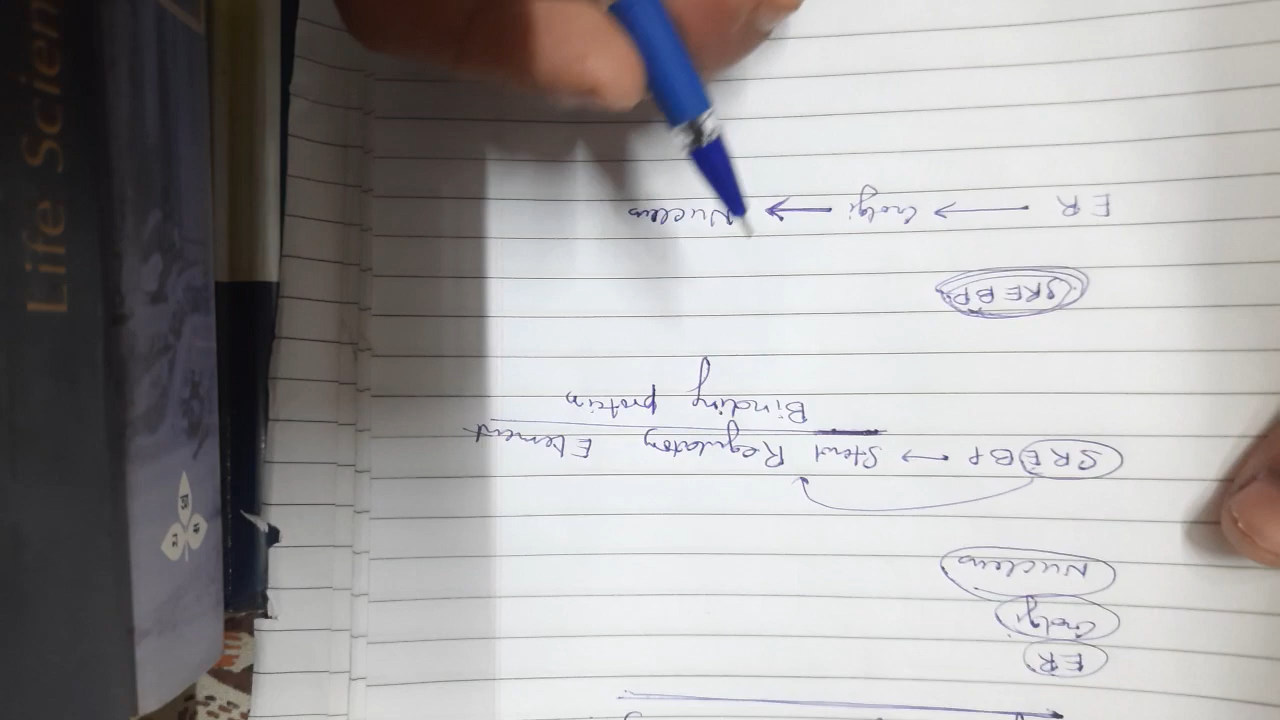 ER
Golgi
Nucleus
SREBP → Sterol Regulatory Element
Binding protein
SREBP
ER → Golgi → Nucleus
Life Scien